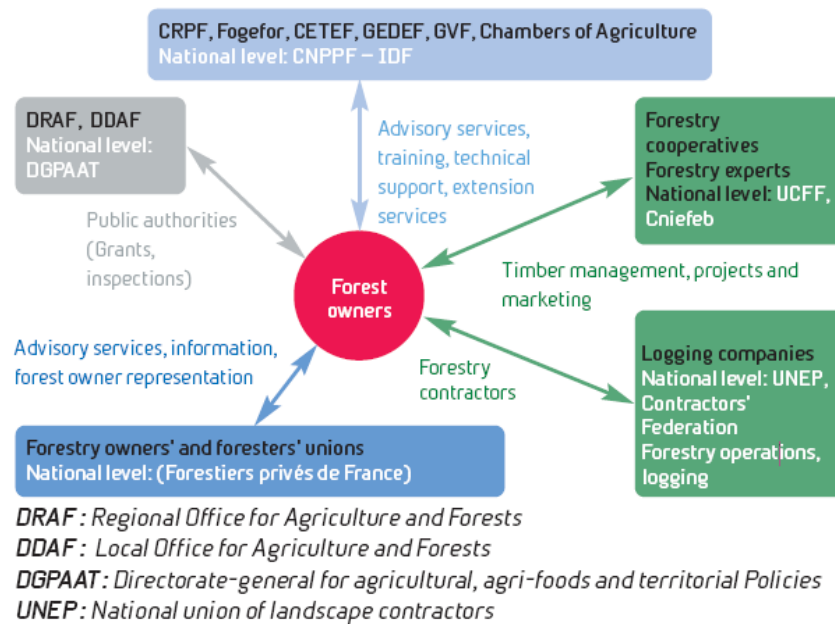 CRPF, Fogefor, CETEF, GEDEF, GVF, Chambers of Agriculture
National level: CNPPF – IDF
DRAF, DDAF
National level:
DGPAAT
Advisory services,
training, technical
support, extension
services
Forestry
cooperatives
Forestry experts
National level: UCFF,
Cniefeb
Public authorities
(Grants,
inspections)
Forest
owners
Timber management, projects and
marketing
Advisory services, information,
forest owner representation
Forestry
contractors
Logging companies
National level: UNEP,
Contractors'
Federation
Forestry operations,
logging
Forestry owners' and foresters' unions
National level: (Forestiers privés de France)
DRAF : Regional Office for Agriculture and Forests
DDAF : Local Office for Agriculture and Forests
DGPAAT : Directorate-general for agricultural, agri-foods and territorial Policies
UNEP : National union of landscape contractors